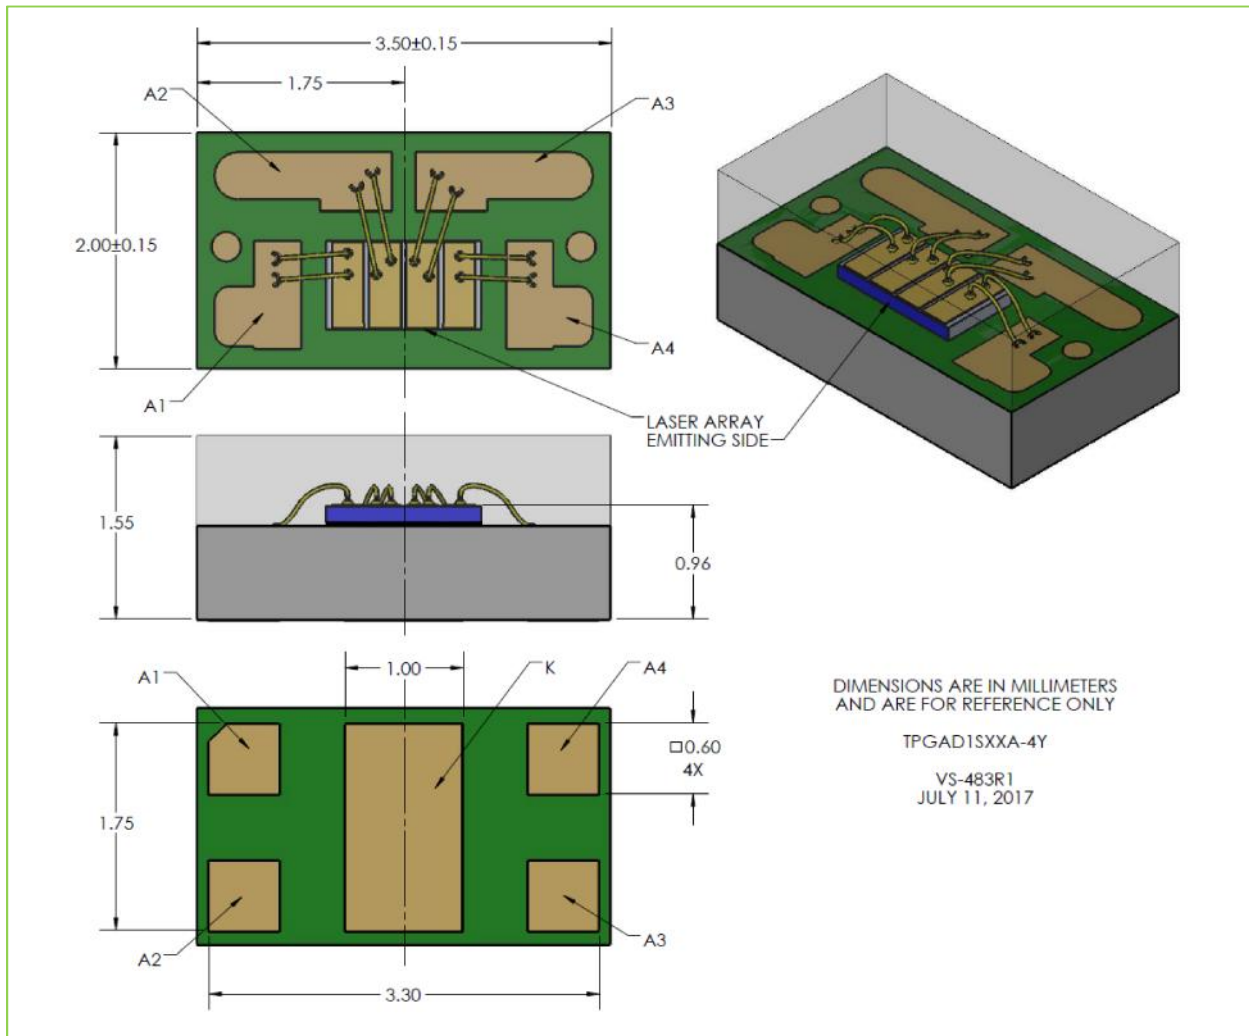 3.50±0.15
1.75
A2
A3
2.00±0.15
A1
A4
LASER ARRAY
EMITTING SIDE
1.55
0.96
1.00
K
A1
A4
□0.60
4X
1.75
A2
A3
3.30
DIMENSIONS ARE IN MILLIMETERS
AND ARE FOR REFERENCE ONLY
TPGAD1SXXA-4Y
VS-483R1
JULY 11, 2017